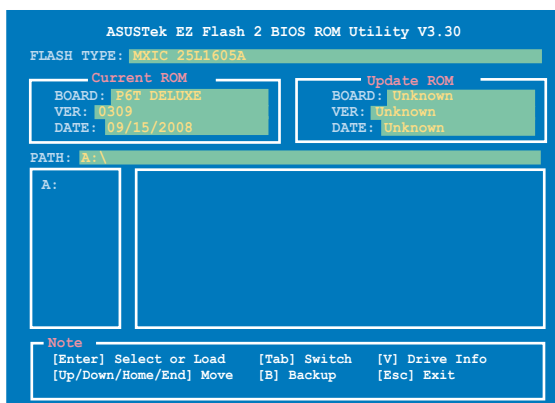 ASUSTek EZ Flash 2 BIOS ROM Utility V3.30
FLASH TYPE: MXIC 25L1605A
Current ROM
BOARD: P6T DELUXE
VER: 0309
DATE: 09/15/2008
Update ROM
BOARD: Unknown
VER: Unknown
DATE: Unknown
PATH: A:\
A:
Note
[Enter] Select or Load [Tab] Switch [V] Drive Info
[Up/Down/Home/End] Move [B] Backup [Esc] Exit